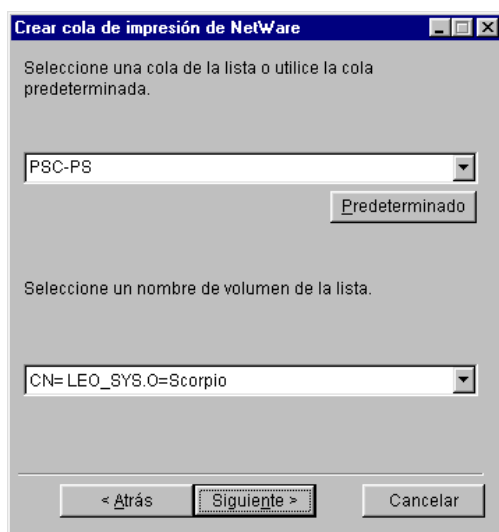 Crear cola de impresión de NetWare
Seleccione una cola de la lista o utilice la cola
predeterminada.
PSC-PS
Predeterminado
Seleccione un nombre de volumen de la lista.
CN= LEO_SYS.O=Scorpio
< Atrás
Siguiente >
Cancelar